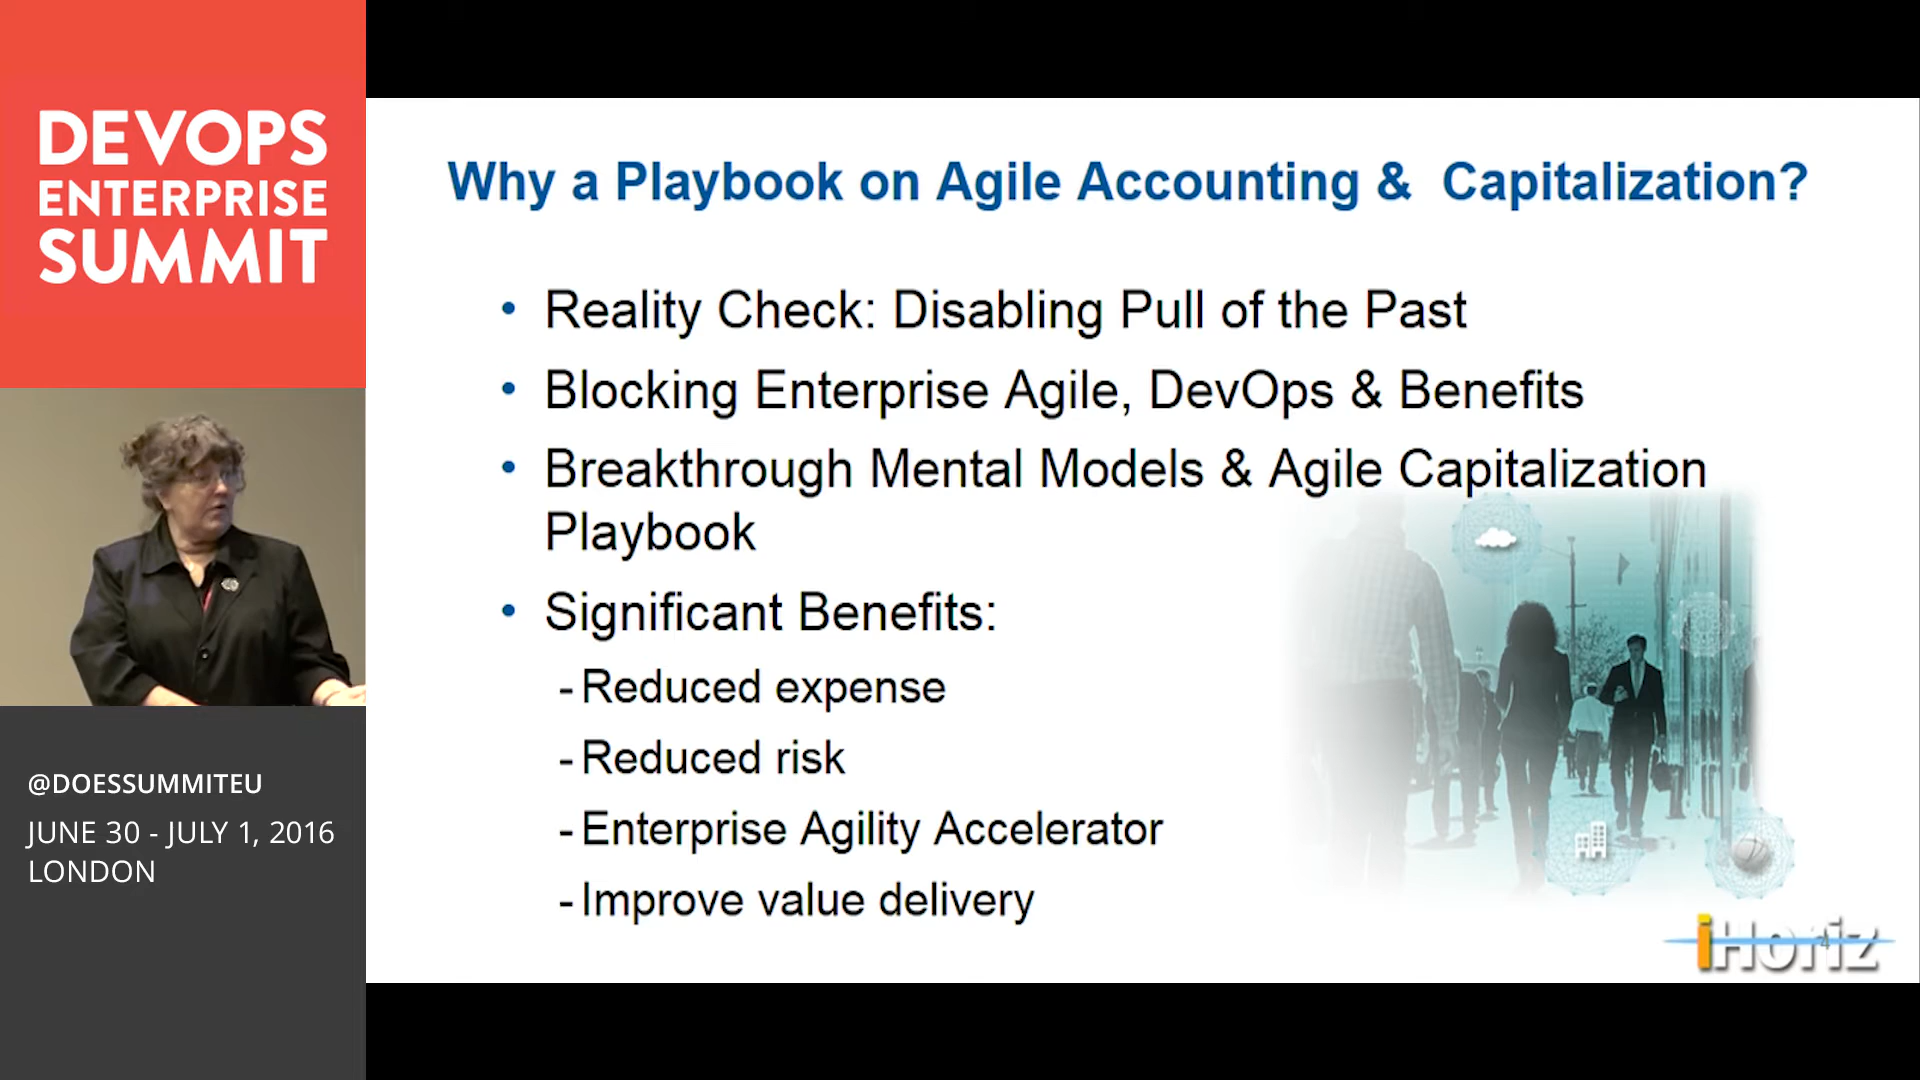 DEVOPS
ENTERPRISE
SUMMIT
@DOESSUMMITEU
JUNE 30 - JULY 1, 2016
LONDON
Why a Playbook on Agile Accounting & Capitalization?
• Reality Check: Disabling Pull of the Past
• Blocking Enterprise Agile, DevOps & Benefits
• Breakthrough Mental Models & Agile Capitalization
Playbook
• Significant Benefits:
- Reduced expense
- Reduced risk
- Enterprise Agility Accelerator
- Improve value delivery
iHoriz
4